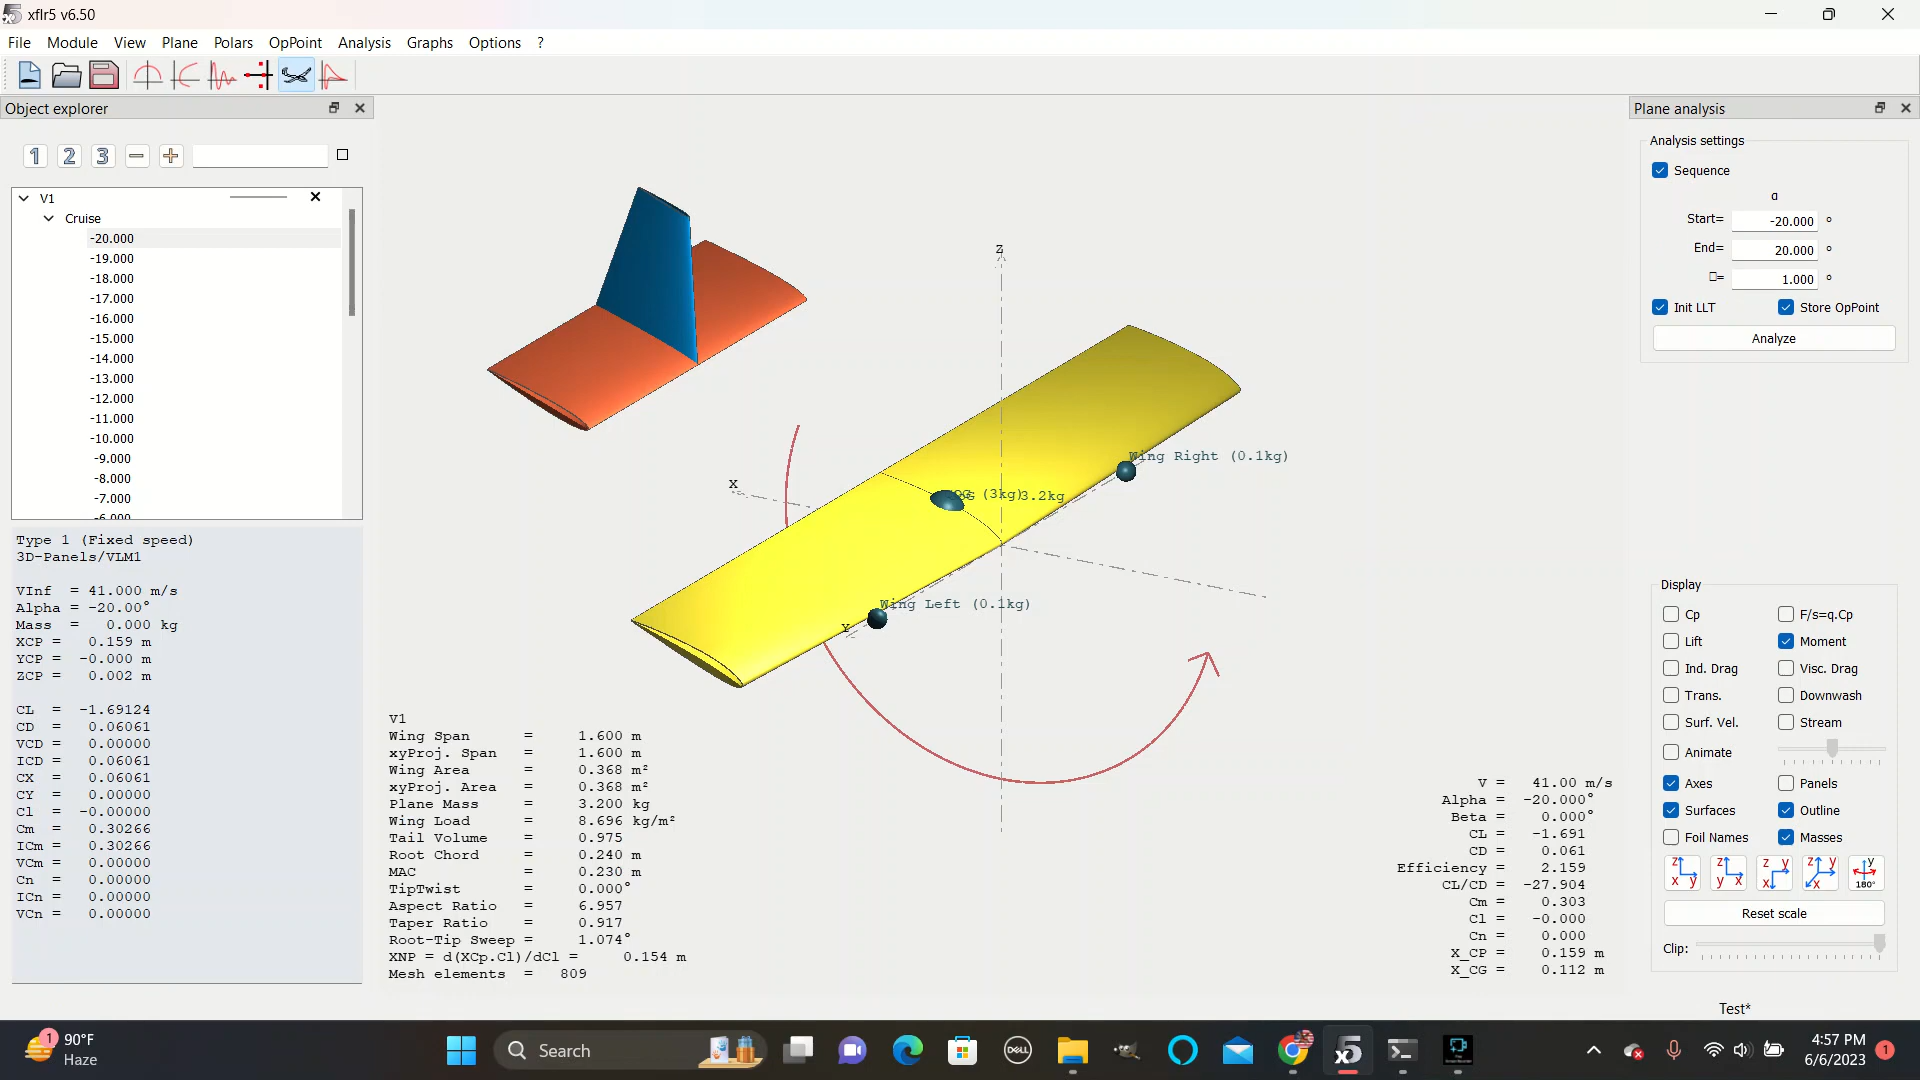 xflr5 v6.50
File Module View Plane Polars OpPoint Analysis Graphs Options ?
Object explorer
1 2 3
V1
Cruise
-20.000
-19.000
-18.000
-17.000
-16.000
-15.000
-14.000
-13.000
-12.000
-11.000
-10.000
-9.000
-8.000
-7.000
-6.000
Type 1 (Fixed speed)
3D-Panels/VLM1
VInf = 41.000 m/s
Alpha = -20.00°
Mass = 0.000 kg
XCP = 0.159 m
YCP = -0.000 m
ZCP = 0.002 m
CL = -1.69124
CD = 0.06061
VCD = 0.00000
ICD = 0.06061
CX = 0.06061
CY = 0.00000
Cl = -0.00000
Cm = 0.30266
ICm = 0.30266
VCm = 0.00000
Cn = 0.00000
ICn = 0.00000
VCn = 0.00000
Z
X
Y
Wing Right (0.1kg)
(3kg) 3.2kg
Wing Left (0.1kg)
V1
Wing Span = 1.600 m
xyProj. Span = 1.600 m
Wing Area = 0.368 m²
xyProj. Area = 0.368 m²
Plane Mass = 3.200 kg
Wing Load = 8.696 kg/m²
Tail Volume = 0.975
Root Chord = 0.240 m
MAC = 0.230 m
TipTwist = 0.000°
Aspect Ratio = 6.957
Taper Ratio = 0.917
Root-Tip Sweep = 1.074°
XNP = d(XCp.Cl)/dCl = 0.154 m
Mesh elements = 809
V = 41.00 m/s
Alpha = -20.000°
Beta = 0.000°
CL = -1.691
CD = 0.061
Efficiency = 2.159
CL/CD = -27.904
Cm = 0.303
Cl = -0.000
Cn = 0.000
X_CP = 0.159 m
X_CG = 0.112 m
Plane analysis
Analysis settings
Sequence
α
Start= -20.000 °
End= 20.000 °
□= 1.000 °
Init LLT Store OpPoint
Analyze
Display
Cp F/s=q.Cp
Lift Moment
Ind. Drag Visc. Drag
Trans. Downwash
Surf. Vel. Stream
Animate
Axes Panels
Surfaces Outline
Foil Names Masses
z x y z y x z y x z y x y 180°
Reset scale
Clip:
Test*
1 90°F
Haze
Search
DELL
x5
4:57 PM
6/6/2023
1